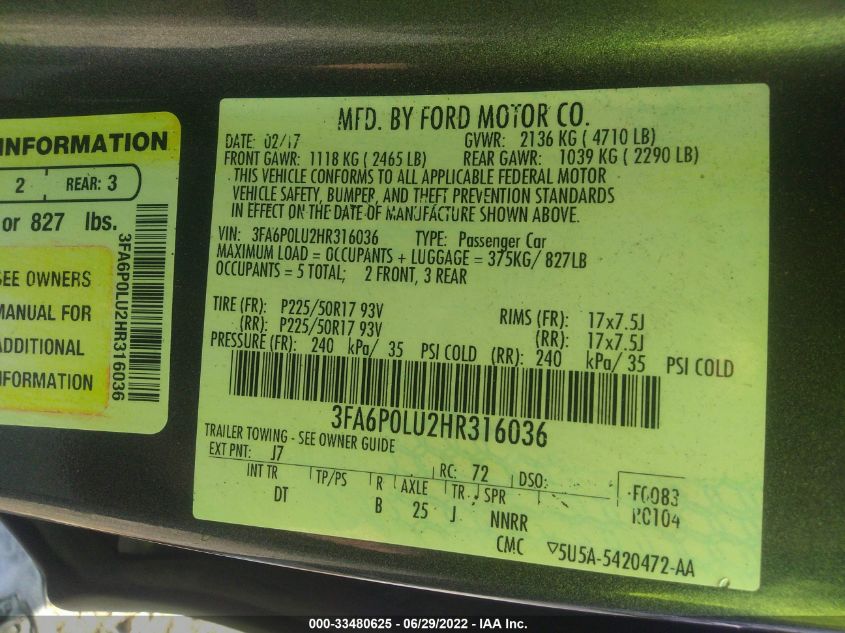 INFORMATION
2 REAR: 3
or 827 lbs.
SEE OWNERS
MANUAL FOR
ADDITIONAL
INFORMATION
3FA6P0LU2HR316036
MFD. BY FORD MOTOR CO.
DATE: 02/17 GVWR: 2136 KG ( 4710 LB)
FRONT GAWR: 1118 KG ( 2465 LB) REAR GAWR: 1039 KG ( 2290 LB)
THIS VEHICLE CONFORMS TO ALL APPLICABLE FEDERAL MOTOR
VEHICLE SAFETY, BUMPER, AND THEFT PREVENTION STANDARDS
IN EFFECT ON THE DATE OF MANUFACTURE SHOWN ABOVE.
VIN: 3FA6P0LU2HR316036 TYPE: Passenger Car
MAXIMUM LOAD = OCCUPANTS + LUGGAGE = 375KG/ 827LB
OCCUPANTS = 5 TOTAL; 2 FRONT, 3 REAR
TIRE (FR): P225/50R17 93V RIMS (FR): 17x7.5J
(RR): P225/50R17 93V (RR): 17x7.5J
PRESSURE (FR): 240 kPa/ 35 PSI COLD (RR): 240 kPa/ 35 PSI COLD
3FA6P0LU2HR316036
TRAILER TOWING - SEE OWNER GUIDE
EXT PNT: J7 RC: 72 DSO:
INT TR TP/PS R AXLE TR SPR F0083
DT B 25 J NNRR RC104
CMC ▽5U5A-5420472-AA
000-33480625 - 06/29/2022 - IAA Inc.